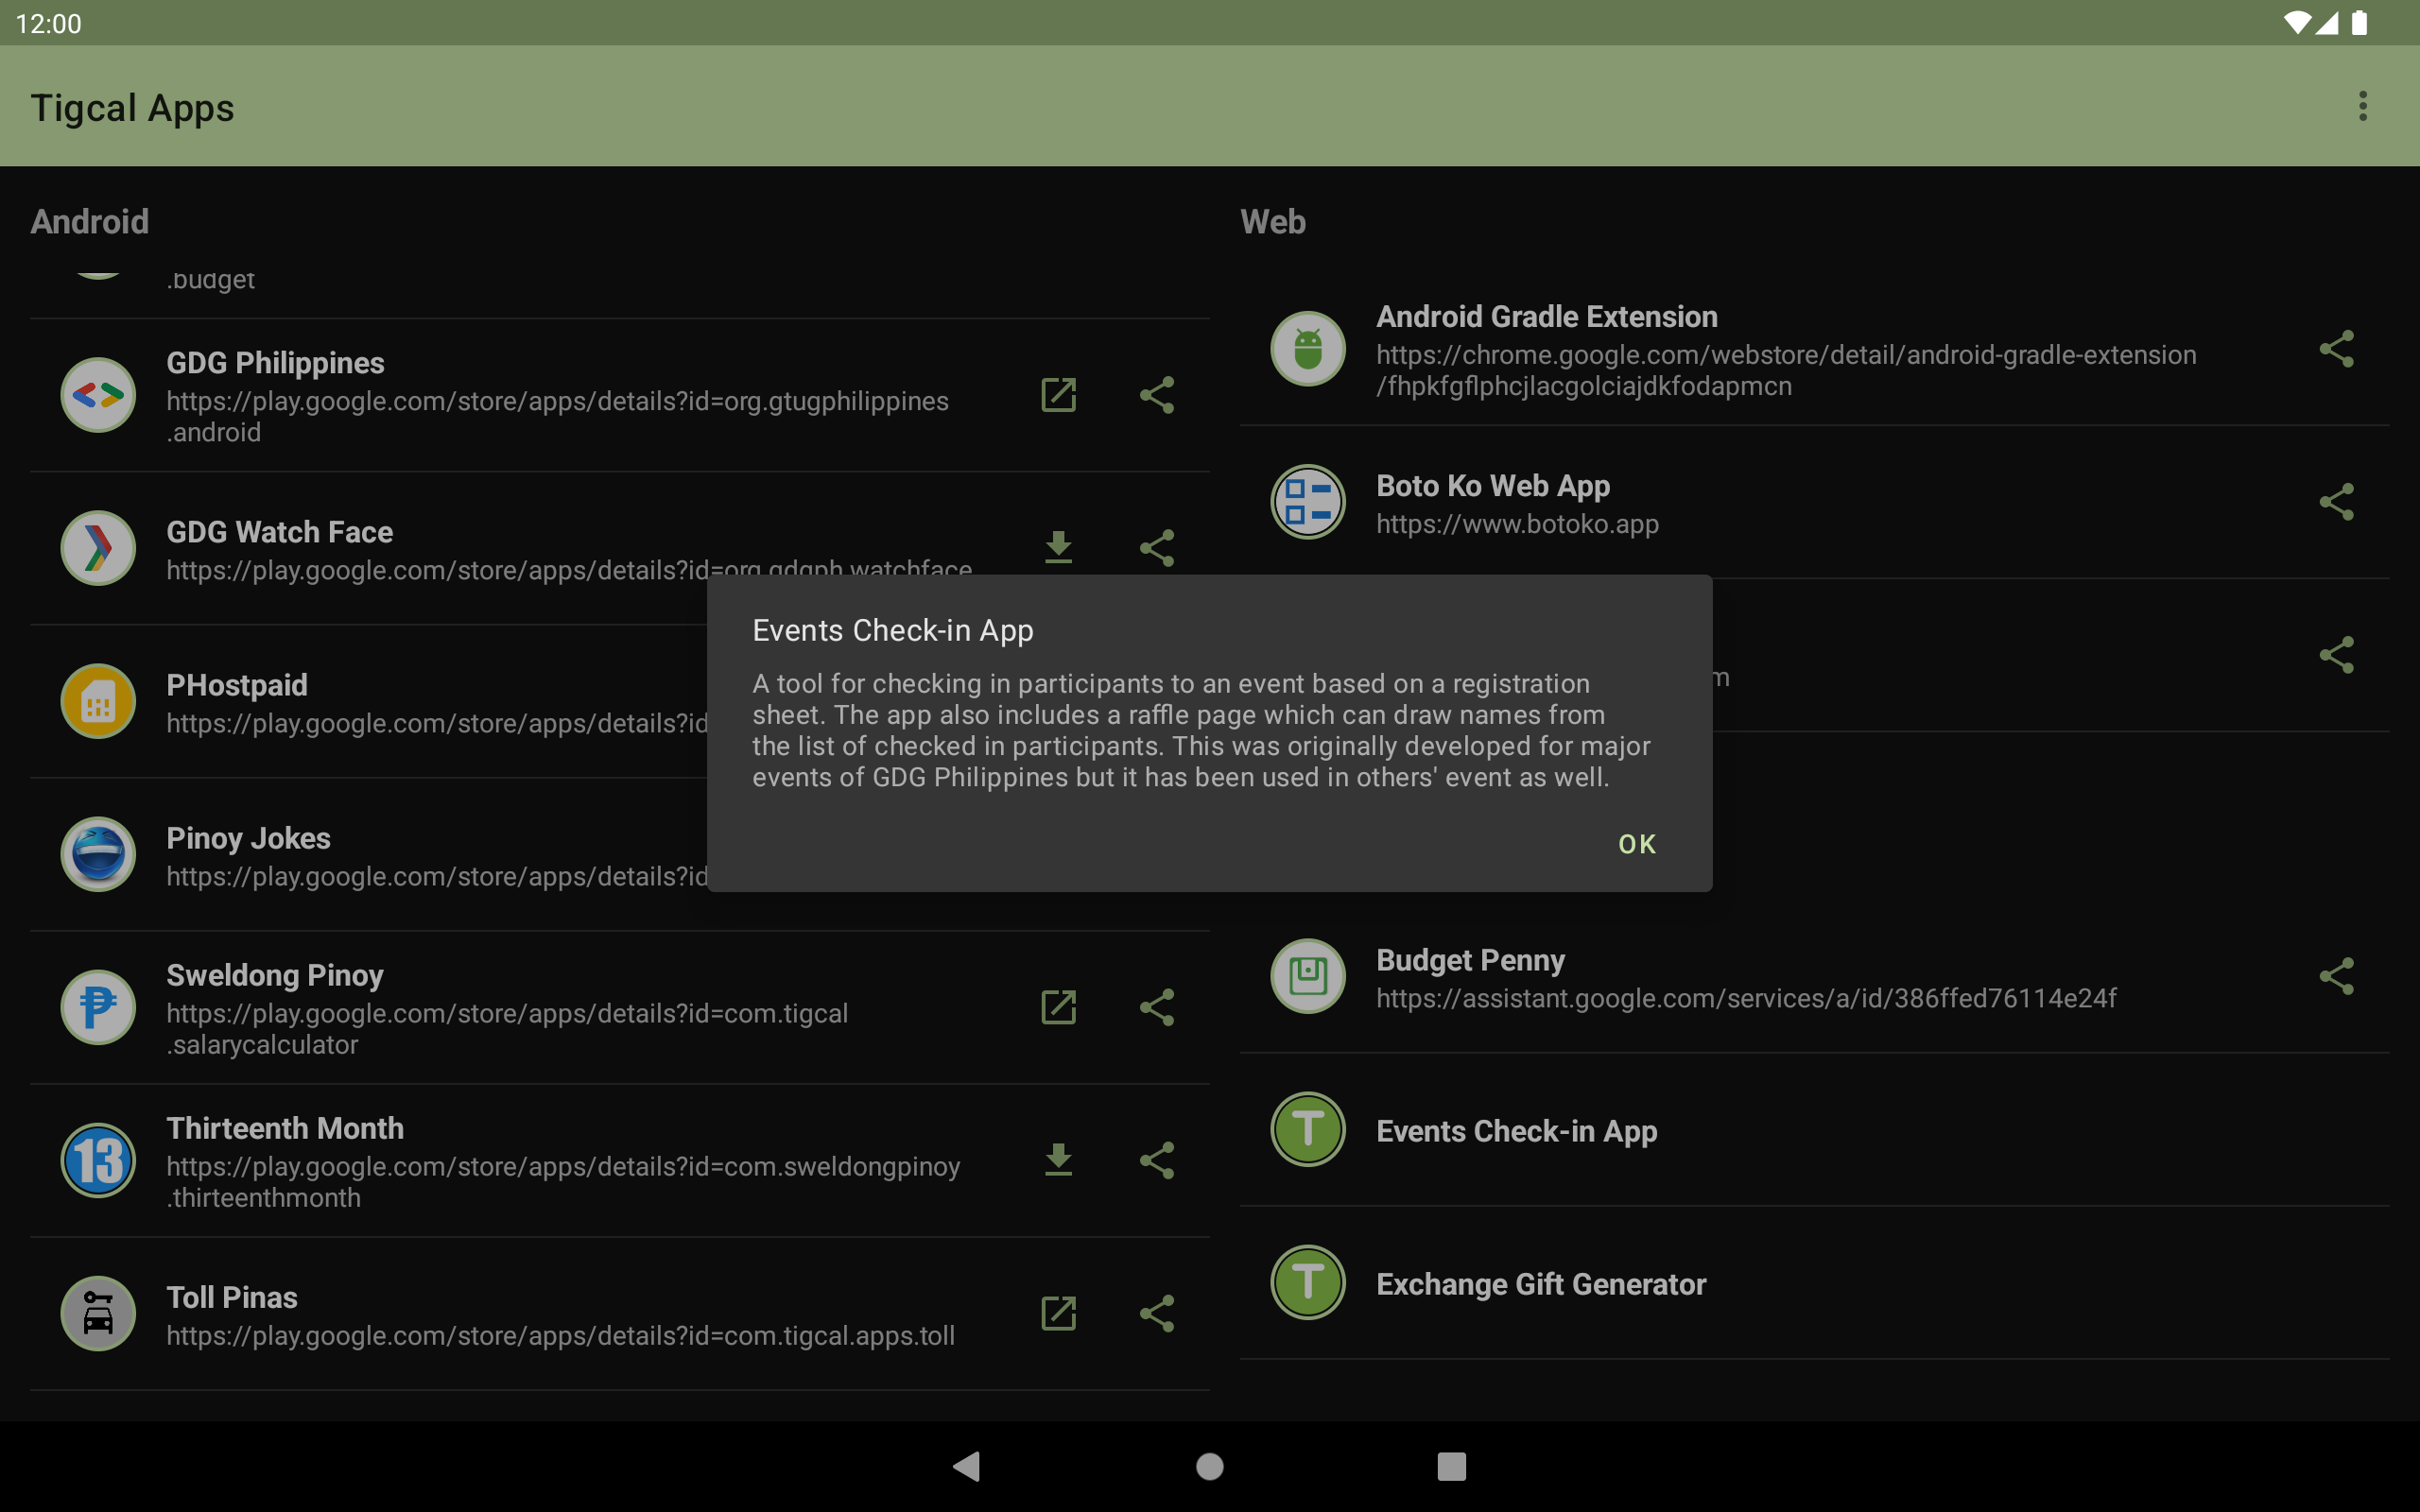 12:00
Tigcal Apps
Android
.budget
GDG Philippines
https://play.google.com/store/apps/details?id=org.gtugphilippines
.android
GDG Watch Face
https://play.google.com/store/apps/details?id=org.gdgph.watchface
PHostpaid
https://play.google.com/store/apps/details?id
Pinoy Jokes
https://play.google.com/store/apps/details?id
Sweldong Pinoy
https://play.google.com/store/apps/details?id=com.tigcal
.salarycalculator
13
Thirteenth Month
https://play.google.com/store/apps/details?id=com.sweldongpinoy
.thirteenthmonth
Toll Pinas
https://play.google.com/store/apps/details?id=com.tigcal.apps.toll
Web
Android Gradle Extension
https://chrome.google.com/webstore/detail/android-gradle-extension
/fhpkfgflphcjlacgolciajdkfodapmcn
Boto Ko Web App
https://www.botoko.app
m
Events Check-in App
A tool for checking in participants to an event based on a registration
sheet. The app also includes a raffle page which can draw names from
the list of checked in participants. This was originally developed for major
events of GDG Philippines but it has been used in others' event as well.
OK
Budget Penny
https://assistant.google.com/services/a/id/386ffed76114e24f
T
Events Check-in App
T
Exchange Gift Generator